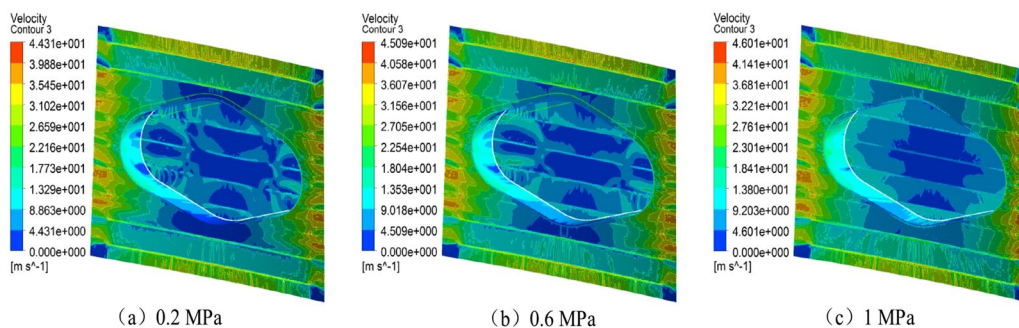 Velocity
Contour 3
4.431e+001
3.988e+001
3.545e+001
3.102e+001
2.659e+001
2.216e+001
1.773e+001
1.329e+001
8.863e+000
4.431e+000
0.000e+000
[m s^-1]
(a) 0.2 MPa
Velocity
Contour 3
4.509e+001
4.058e+001
3.607e+001
3.156e+001
2.705e+001
2.254e+001
1.804e+001
1.353e+001
9.018e+000
4.509e+000
0.000e+000
[m s^-1]
(b) 0.6 MPa
Velocity
Contour 3
4.601e+001
4.141e+001
3.681e+001
3.221e+001
2.761e+001
2.301e+001
1.841e+001
1.380e+001
9.203e+000
4.601e+000
0.000e+000
[m s^-1]
(c) 1 MPa